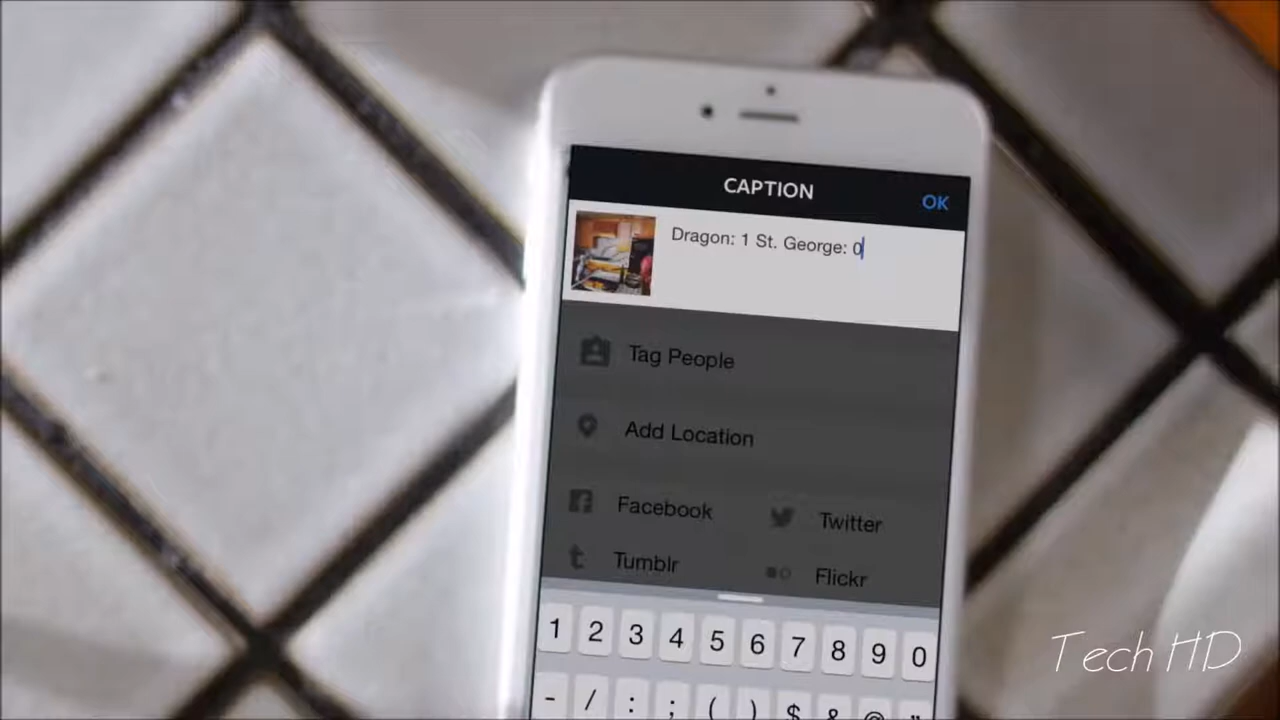 CAPTION
OK
Dragon: 1 St. George: 0
Tag People
Add Location
Facebook
Twitter
Tumblr
Flickr
1 2 3 4 5 6 7 8 9 0
- / : ; ( ) $ & @ "
Tech HD